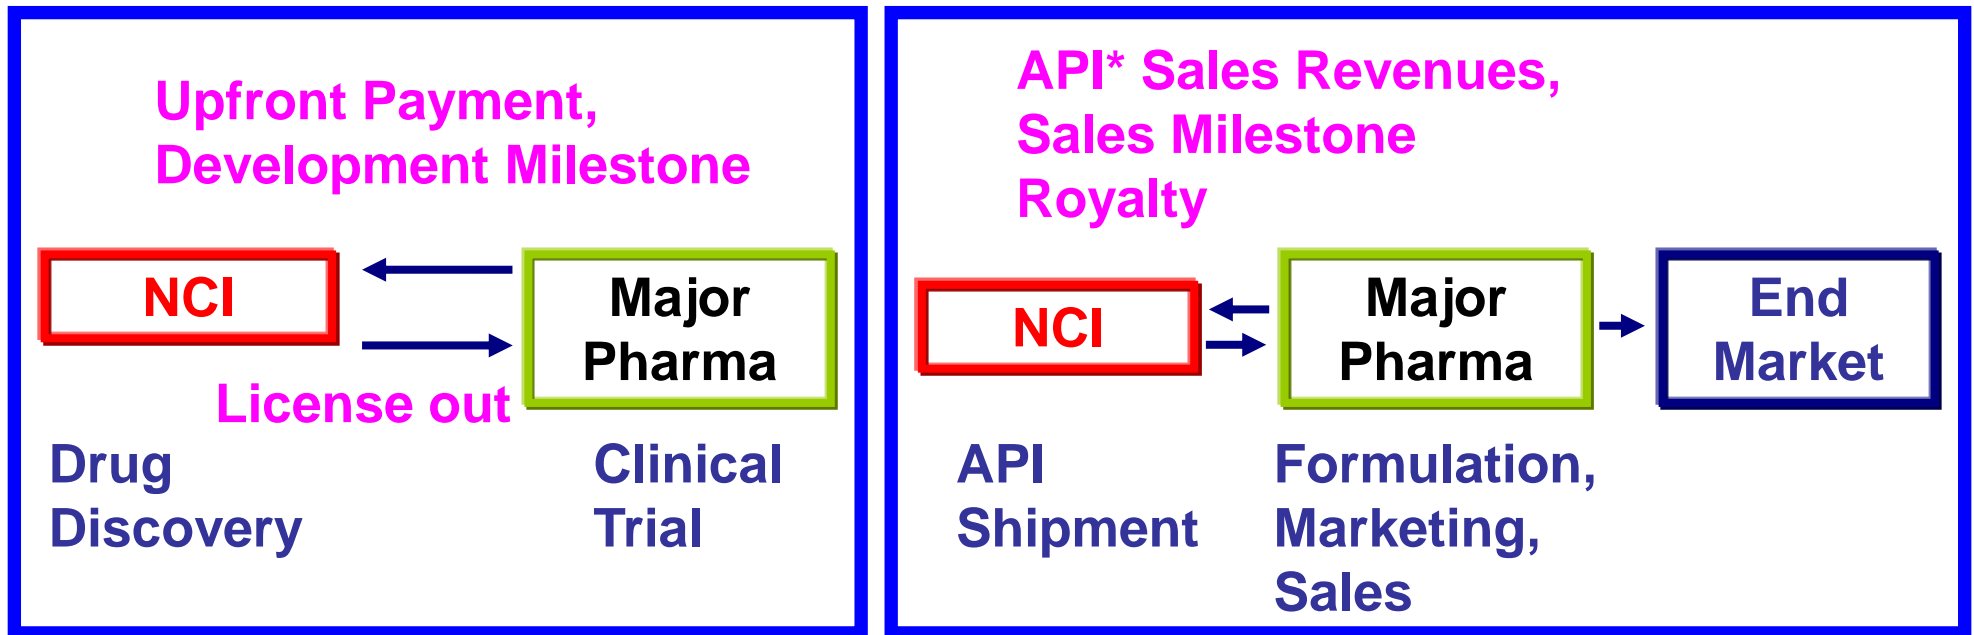 Upfront Payment,
Development Milestone
NCI
Major
Pharma
License out
Drug
Discovery
Clinical
Trial
API* Sales Revenues,
Sales Milestone
Royalty
NCI
Major
Pharma
End
Market
API
Shipment
Formulation,
Marketing,
Sales